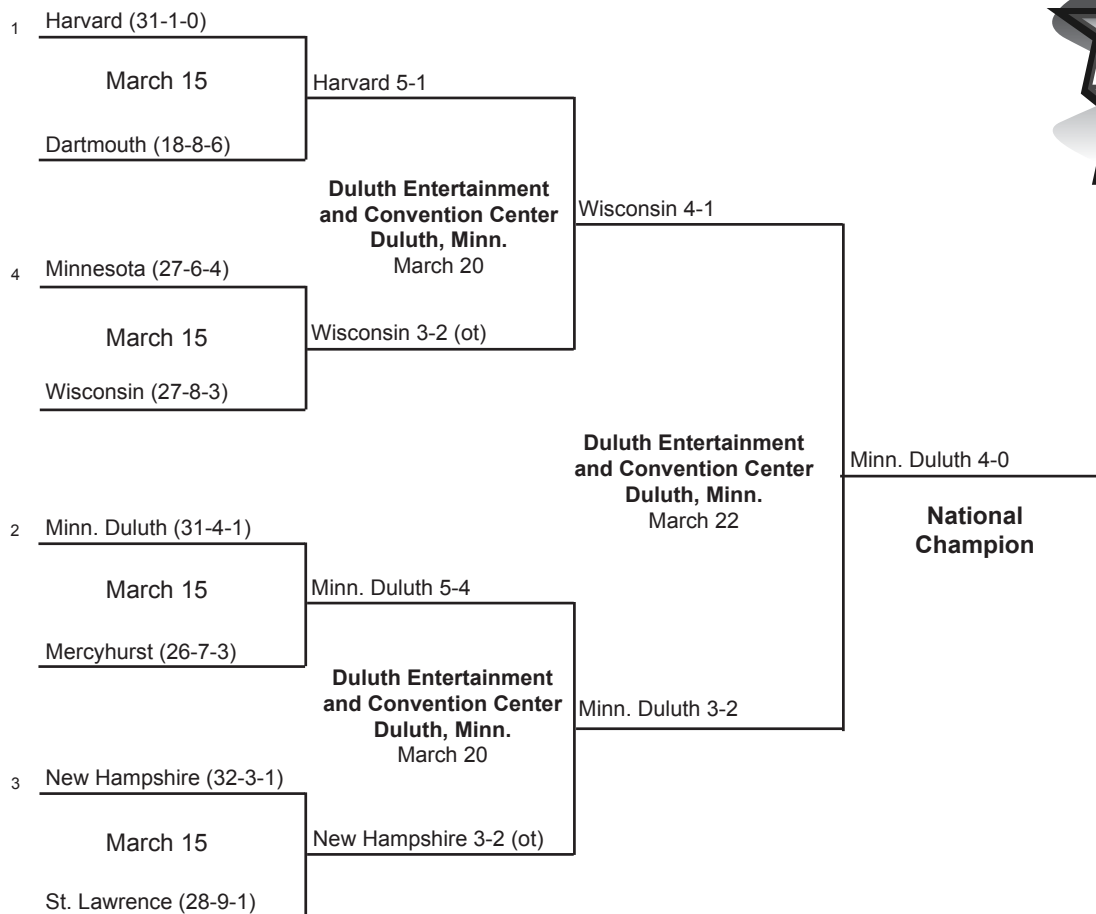 1 Harvard (31-1-0)
March 15
Dartmouth (18-8-6)
Harvard 5-1
Duluth Entertainment
and Convention Center
Duluth, Minn.
March 20
Wisconsin 4-1
4 Minnesota (27-6-4)
March 15
Wisconsin (27-8-3)
Wisconsin 3-2 (ot)
Duluth Entertainment
and Convention Center
Duluth, Minn.
March 22
Minn. Duluth 4-0
National
Champion
2 Minn. Duluth (31-4-1)
March 15
Mercyhurst (26-7-3)
Minn. Duluth 5-4
Duluth Entertainment
and Convention Center
Duluth, Minn.
March 20
Minn. Duluth 3-2
3 New Hampshire (32-3-1)
March 15
St. Lawrence (28-9-1)
New Hampshire 3-2 (ot)